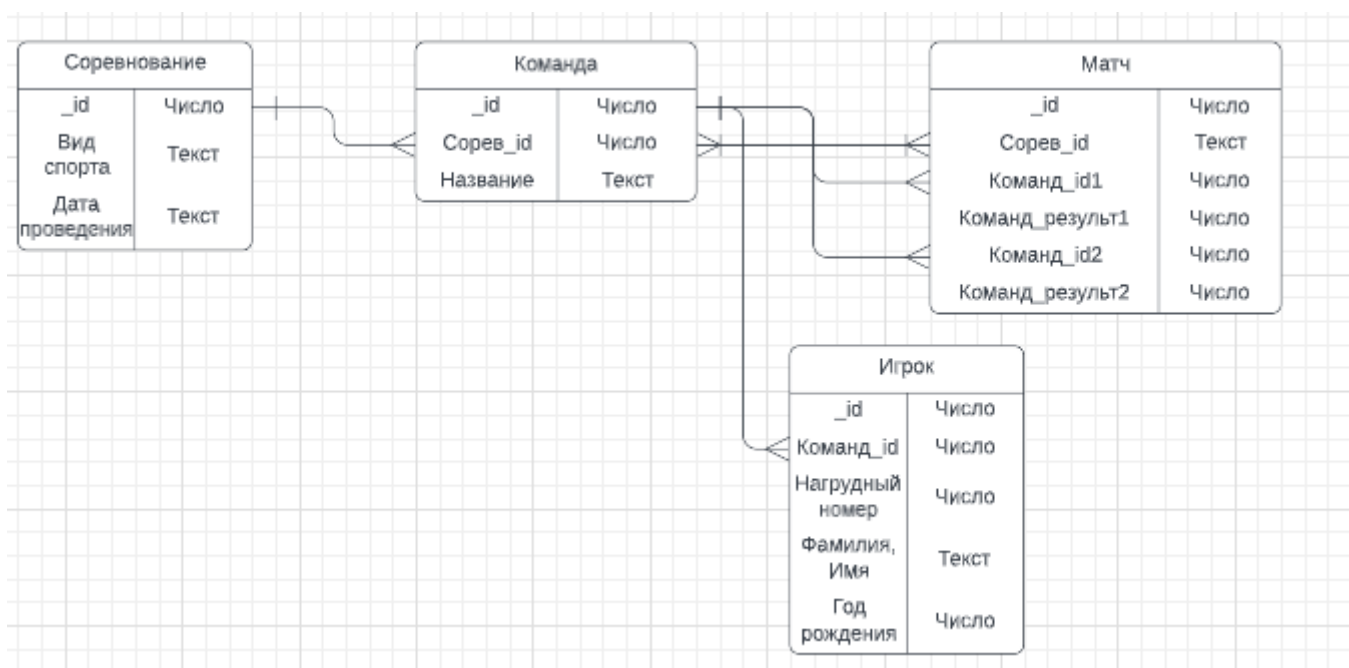 Соревнование
_id Число
Вид
спорта
Текст
Дата
проведения
Текст
Команда
_id Число
Сорев_id Число
Название Текст
Матч
_id Число
Сорев_id Текст
Команд_id1 Число
Команд_результ1 Число
Команд_id2 Число
Команд_результ2 Число
Игрок
_id Число
Команд_id Число
Нагрудный
номер
Число
Фамилия,
Имя
Текст
Год
рождения
Число